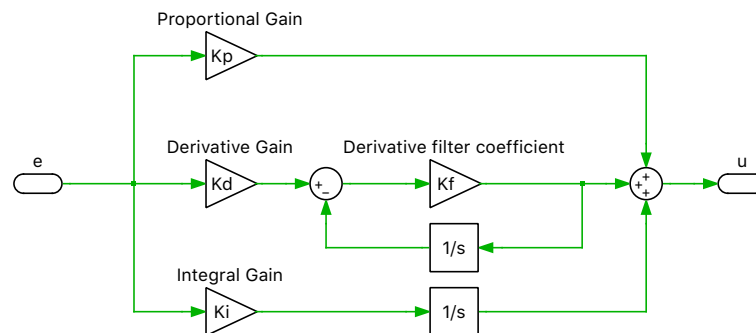 Proportional Gain
Kp
e
Derivative Gain
Derivative filter coefficient
u
Kd
+
−
Kf
+
+
+
1/s
Integral Gain
Ki
1/s